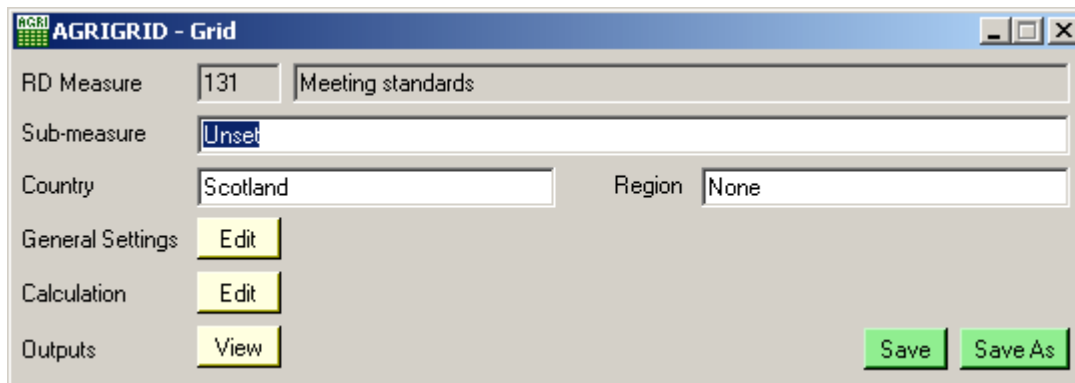 AGRI AGRIGRID - Grid
RD Measure 131 Meeting standards
Sub-measure Unset
Country Scotland Region None
General Settings Edit
Calculation Edit
Outputs View Save Save As